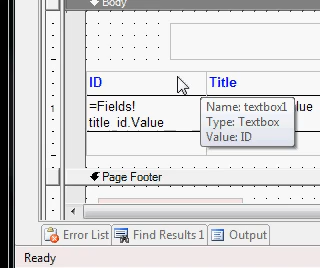 Body
ID Title
1
=Fields!
title_id.Value
alue
Name: textbox1
Type: Textbox
Value: ID
Page Footer
Error List Find Results 1 Output
Ready